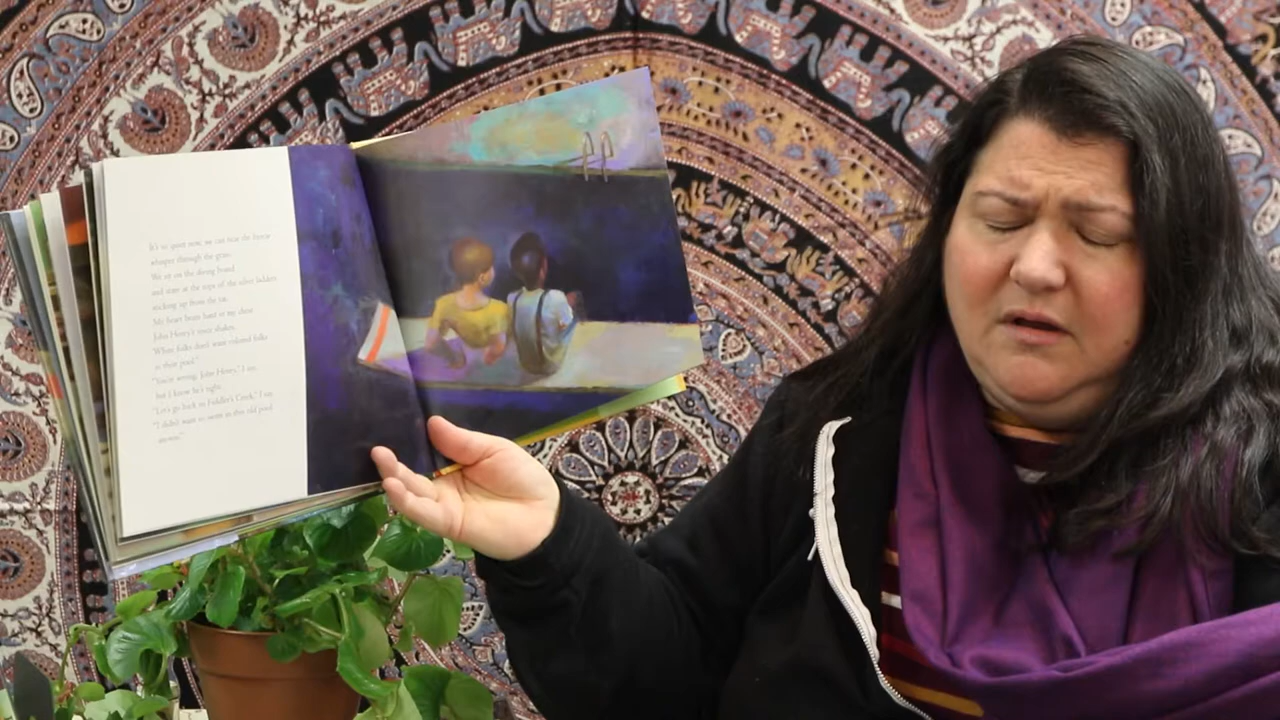 It's so quiet now, we can hear the breeze
whisper through the grass.
We sit on the diving board
and stare at the tops of the silver ladders
sticking up from the tar.
My heart beats hard in my chest.
John Henry's voice shakes.
"White folks don't want colored folks
in their pool."
"You're wrong, John Henry," I say,
but I know he's right.
"Let's go back to Fiddler's Creek," I say.
"I didn't want to swim in this old pool
anyway."